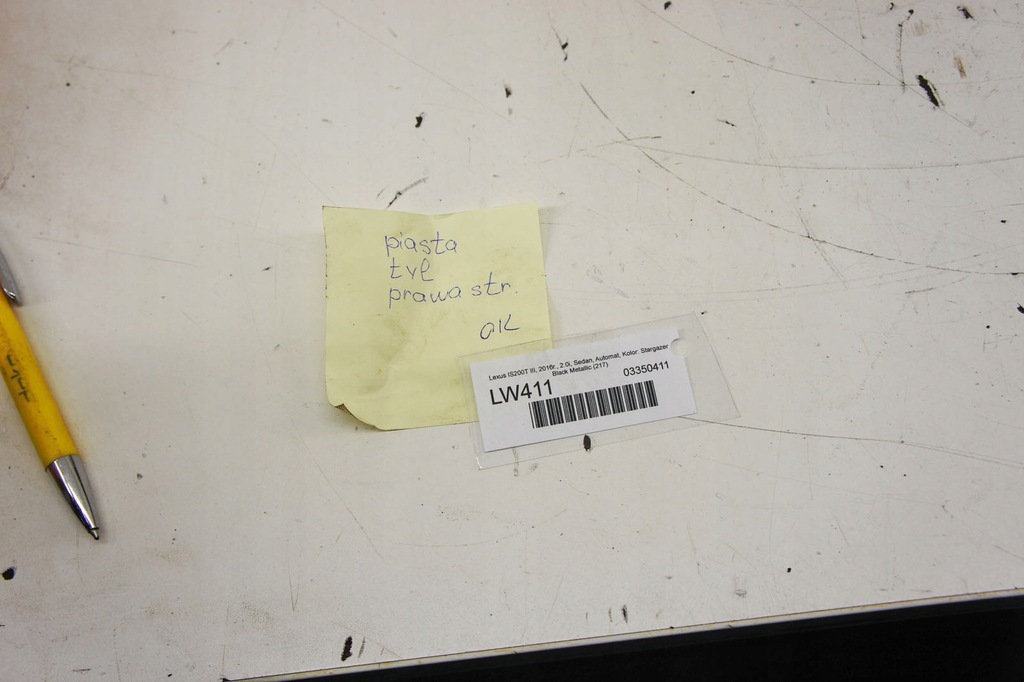 piasta
tył
prawa str.
OK
Lexus IS200T III, 2016r., 2.0i, Sedan, Automat, Kolor: Stargazer
Black Metallic (217)
LW411
03350411